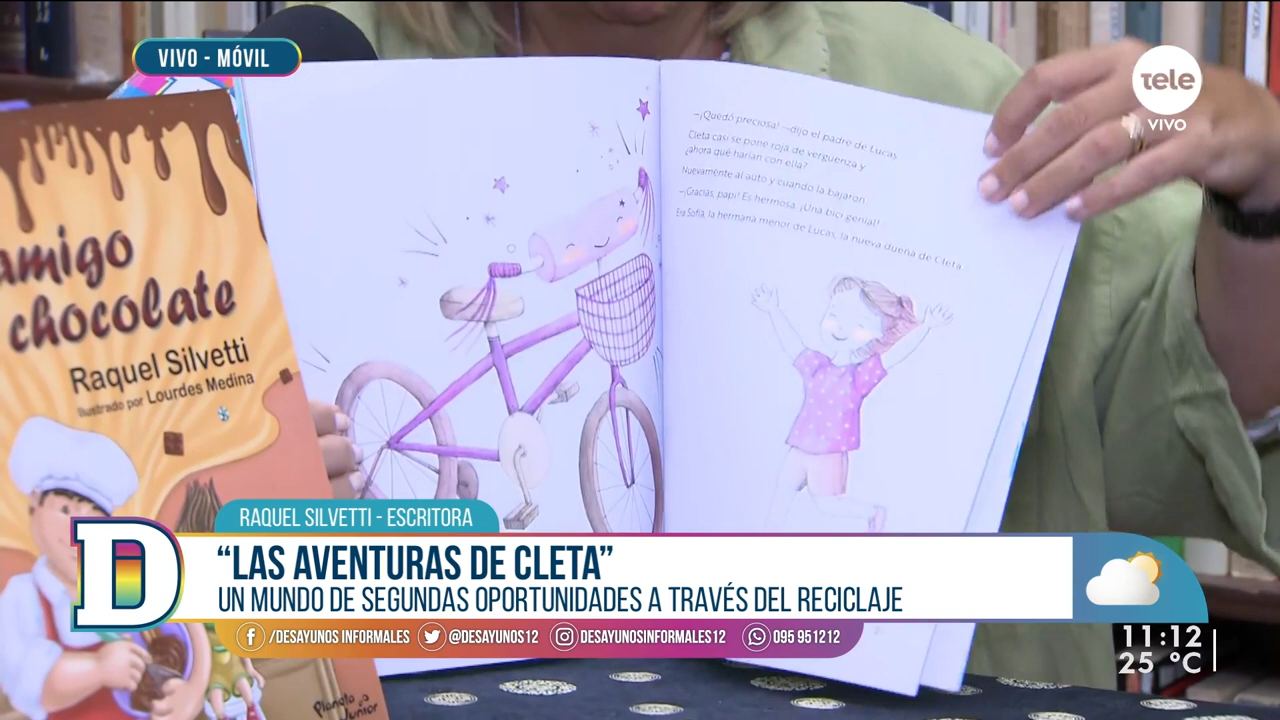 VIVO - MÓVIL
tele
VIVO
amigo
chocolate
Raquel Silvetti
Ilustrado por Lourdes Medina
Planeta
Junior
—¡Quedó preciosa! —dijo el padre de Lucas.
Cleta casi se pone roja de vergüenza y
¿ahora qué harían con ella?
Nuevamente al auto y cuando la bajaron
—¡Gracias, papi! Es hermosa. ¡Una bici genial!
Era Sofía, la hermana menor de Lucas, la nueva dueña de Cleta.
RAQUEL SILVETTI - ESCRITORA
D
“LAS AVENTURAS DE CLETA”
UN MUNDO DE SEGUNDAS OPORTUNIDADES A TRAVÉS DEL RECICLAJE
/DESAYUNOS INFORMALES @DESAYUNOS12 DESAYUNOSINFORMALES12 095 951212
11:12
25 °C